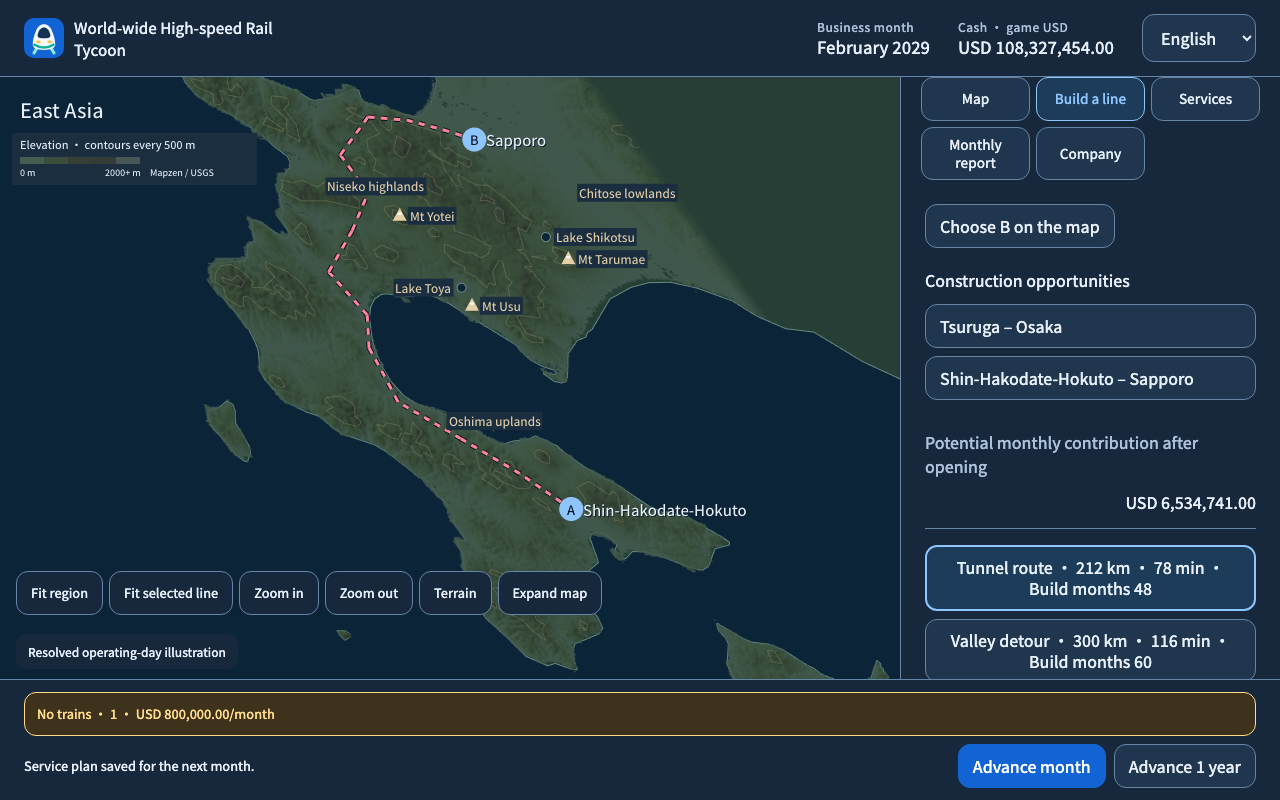 World-wide High-speed Rail
Tycoon
Business month
February 2029
Cash • game USD
USD 108,327,454.00
English
East Asia
Elevation • contours every 500 m
0 m
2000+ m
Mapzen / USGS
B
Sapporo
Niseko highlands
Chitose lowlands
Mt Yotei
Lake Shikotsu
Mt Tarumae
Lake Toya
Mt Usu
Oshima uplands
A
Shin-Hakodate-Hokuto
Fit region
Fit selected line
Zoom in
Zoom out
Terrain
Expand map
Resolved operating-day illustration
Map
Build a line
Services
Monthly
report
Company
Choose B on the map
Construction opportunities
Tsuruga – Osaka
Shin-Hakodate-Hokuto – Sapporo
Potential monthly contribution after
opening
USD 6,534,741.00
Tunnel route • 212 km • 78 min •
Build months 48
Valley detour • 300 km • 116 min •
Build months 60
No trains • 1 • USD 800,000.00/month
Service plan saved for the next month.
Advance month
Advance 1 year